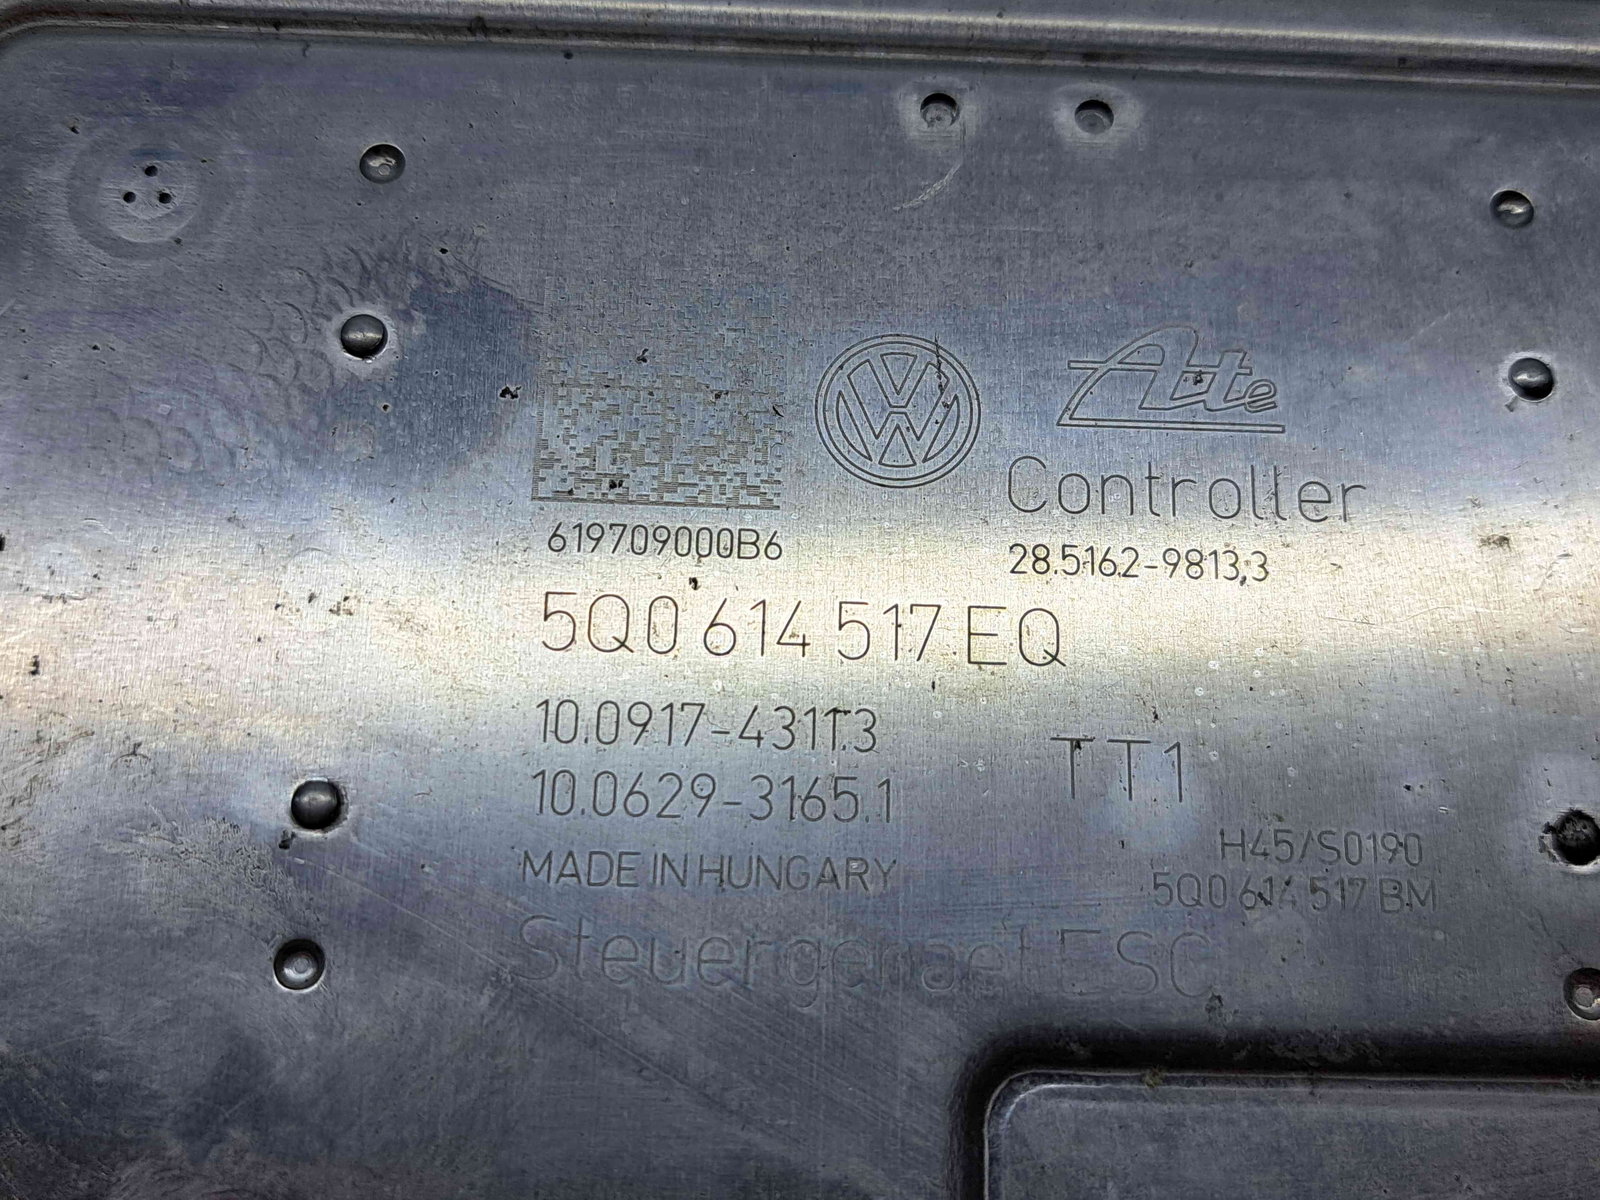 Ate
Controller
619709000B6
28.5162-9813,3
5Q0 614 517 EQ
10.0917-4311.3
10.0629-3165.1
TT1
MADE IN HUNGARY
H45/S0190
5Q0 614 517 BM
Steuergeraet ESC